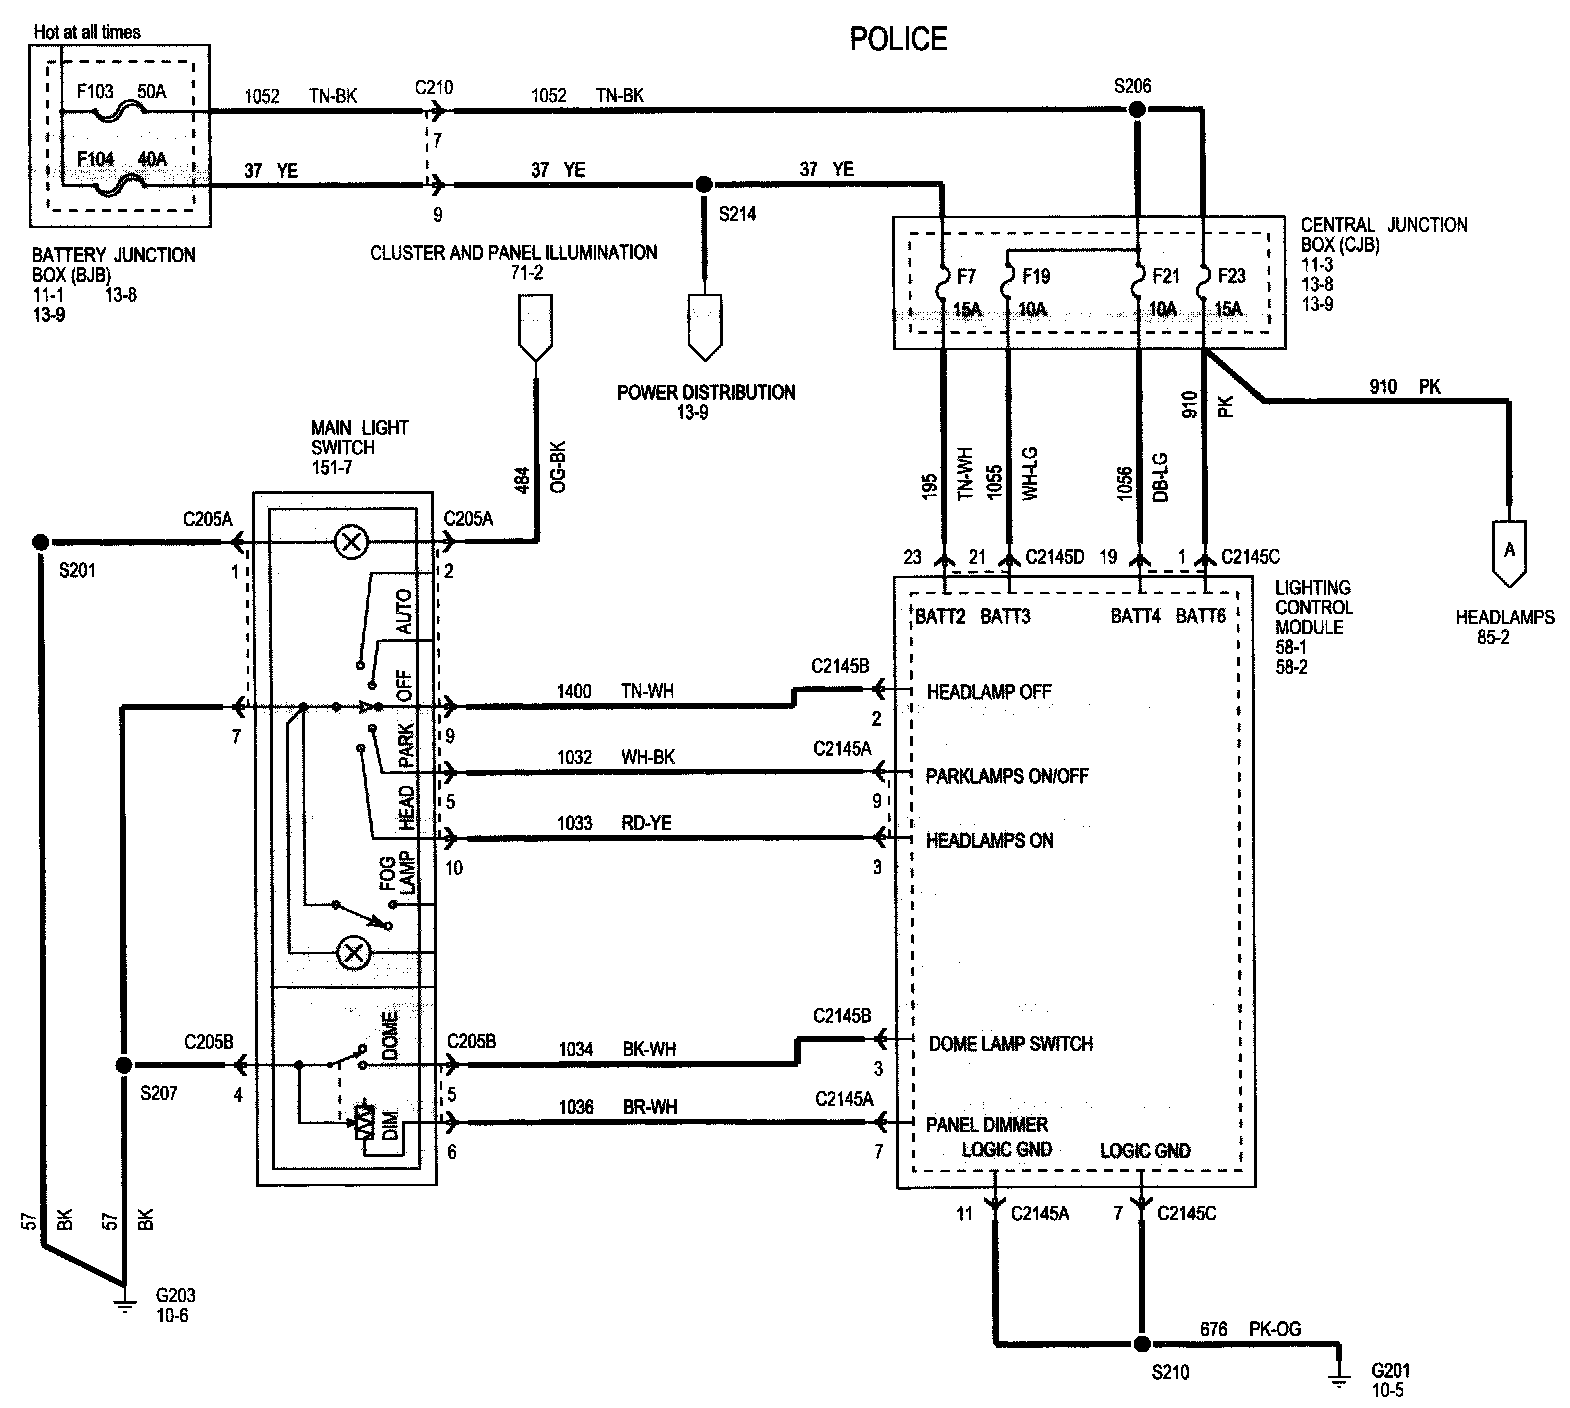 Hot at all times
POLICE
F103 50A
1052 TN-BK
C210
1052 TN-BK
S206
7
F104 40A
37 YE
37 YE
37 YE
9
S214
BATTERY JUNCTION
BOX (BJB)
11-1 13-8
13-9
CLUSTER AND PANEL ILLUMINATION
71-2
CENTRAL JUNCTION
BOX (CJB)
11-3
13-8
13-9
F7
15A
F19
10A
F21
10A
F23
15A
POWER DISTRIBUTION
13-9
910 PK
910
PK
MAIN LIGHT
SWITCH
151-7
484
OG-BK
195
TN-WH
1055
WH-LG
1056
DB-LG
C205A
C205A
S201
1
2
23
21
C2145D
19
1
C2145C
A
HEADLAMPS
85-2
LIGHTING
CONTROL
MODULE
58-1
58-2
BATT2
BATT3
BATT4
BATT6
AUTO
OFF
PARK
HEAD
FOG
LAMP
C2145B
7
9
1400 TN-WH
2
HEADLAMP OFF
C2145A
5
1032 WH-BK
9
PARKLAMPS ON/OFF
10
1033 RD-YE
3
HEADLAMPS ON
C205B
DOME
C205B
1034 BK-WH
C2145B
3
DOME LAMP SWITCH
S207
4
5
DIM
1036 BR-WH
C2145A
6
7
PANEL DIMMER
LOGIC GND
LOGIC GND
57
BK
57
BK
11
C2145A
7
C2145C
G203
10-6
676 PK-OG
S210
G201
10-5